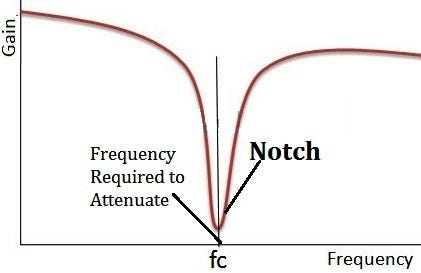 Gain
Notch
Frequency
Required to
Attenuate
fc
Frequency